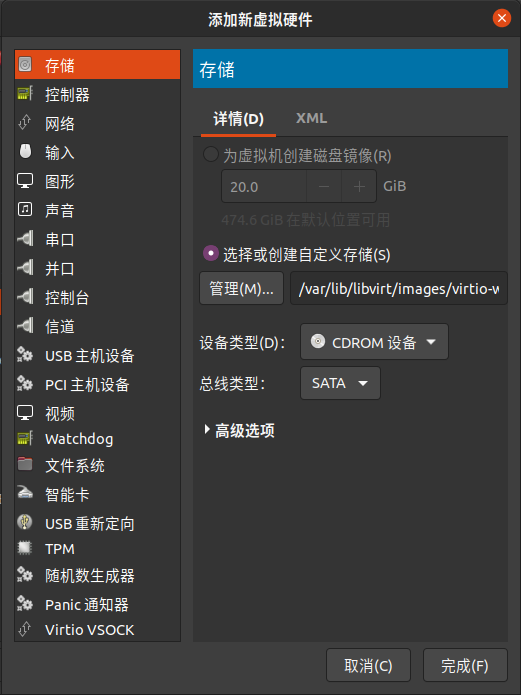 添加新虚拟硬件
存储
控制器
网络
输入
图形
声音
串口
并口
控制台
信道
USB 主机设备
PCI 主机设备
视频
Watchdog
文件系统
智能卡
USB 重新定向
TPM
随机数生成器
Panic 通知器
Virtio VSOCK
存储
详情(D) XML
为虚拟机创建磁盘镜像(R)
20.0 − + GiB
474.6 GiB 在默认位置可用
选择或创建自定义存储(S)
管理(M)... /var/lib/libvirt/images/virtio-w
设备类型(D): CDROM 设备
总线类型: SATA
高级选项
取消(C) 完成(F)